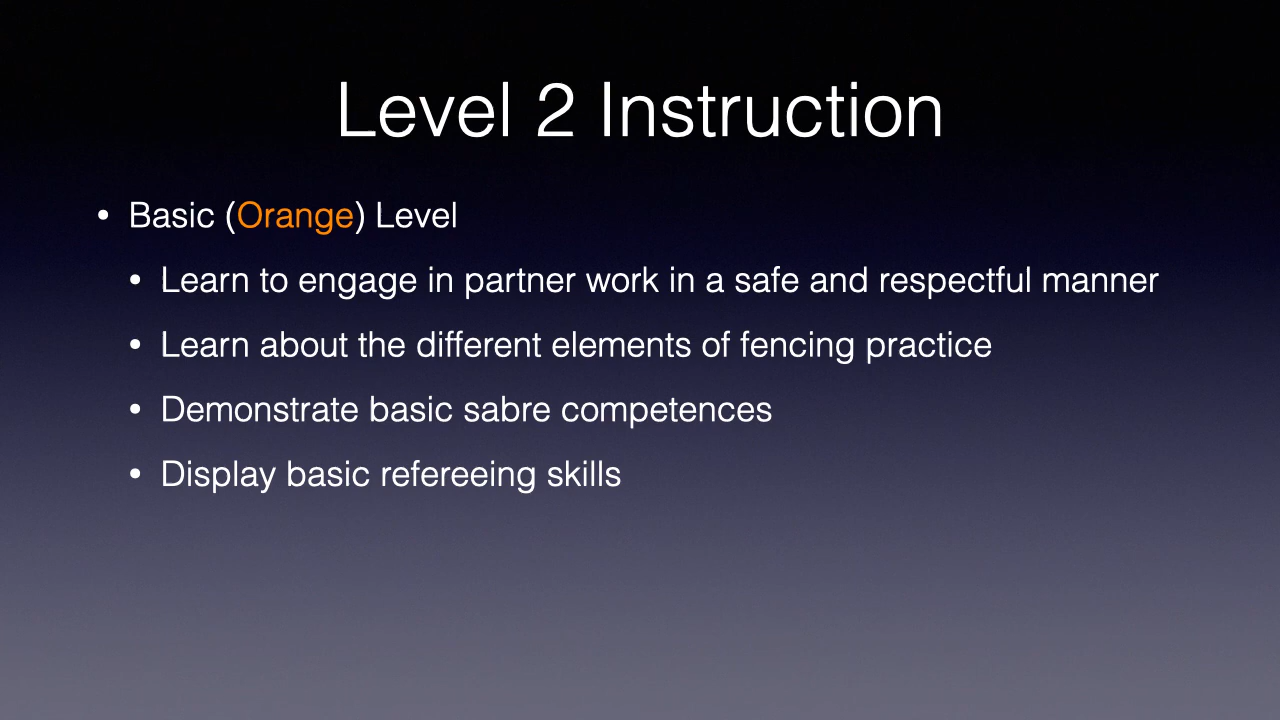 Level 2 Instruction
• Basic (Orange) Level
• Learn to engage in partner work in a safe and respectful manner
• Learn about the different elements of fencing practice
• Demonstrate basic sabre competences
• Display basic refereeing skills